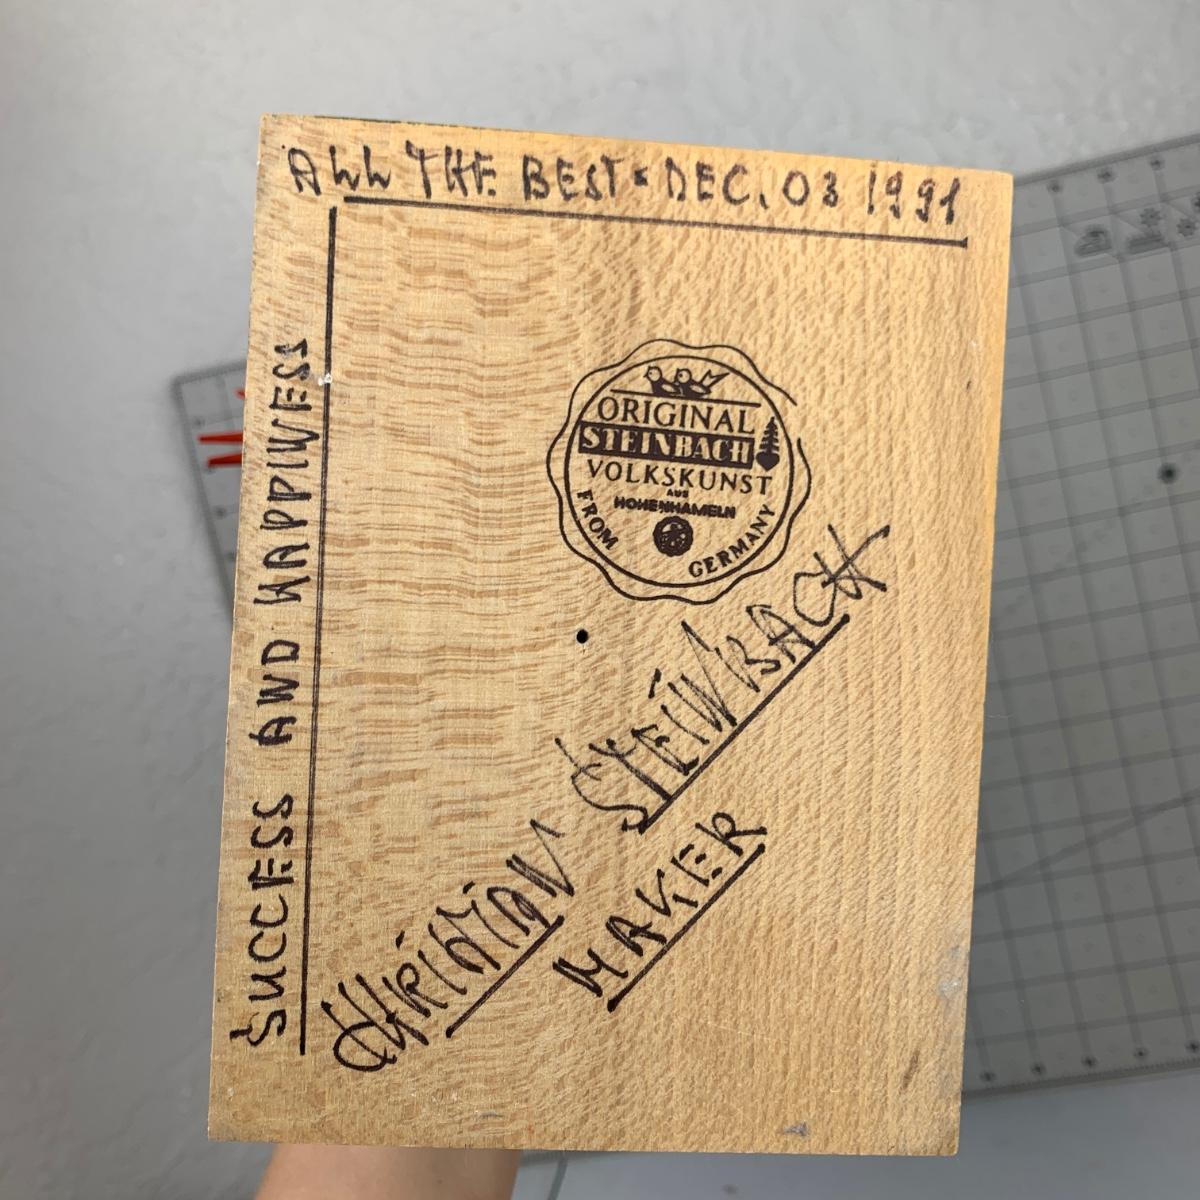 ALL THE BEST = DEC. 03 1991
SUCCESS AND HAPPINESS
ORIGINAL
STEINBACH
VOLKSKUNST
AUS
HOHENHAMELN
FROM GERMANY
CHRISTIAN STEINBACH
MAKER